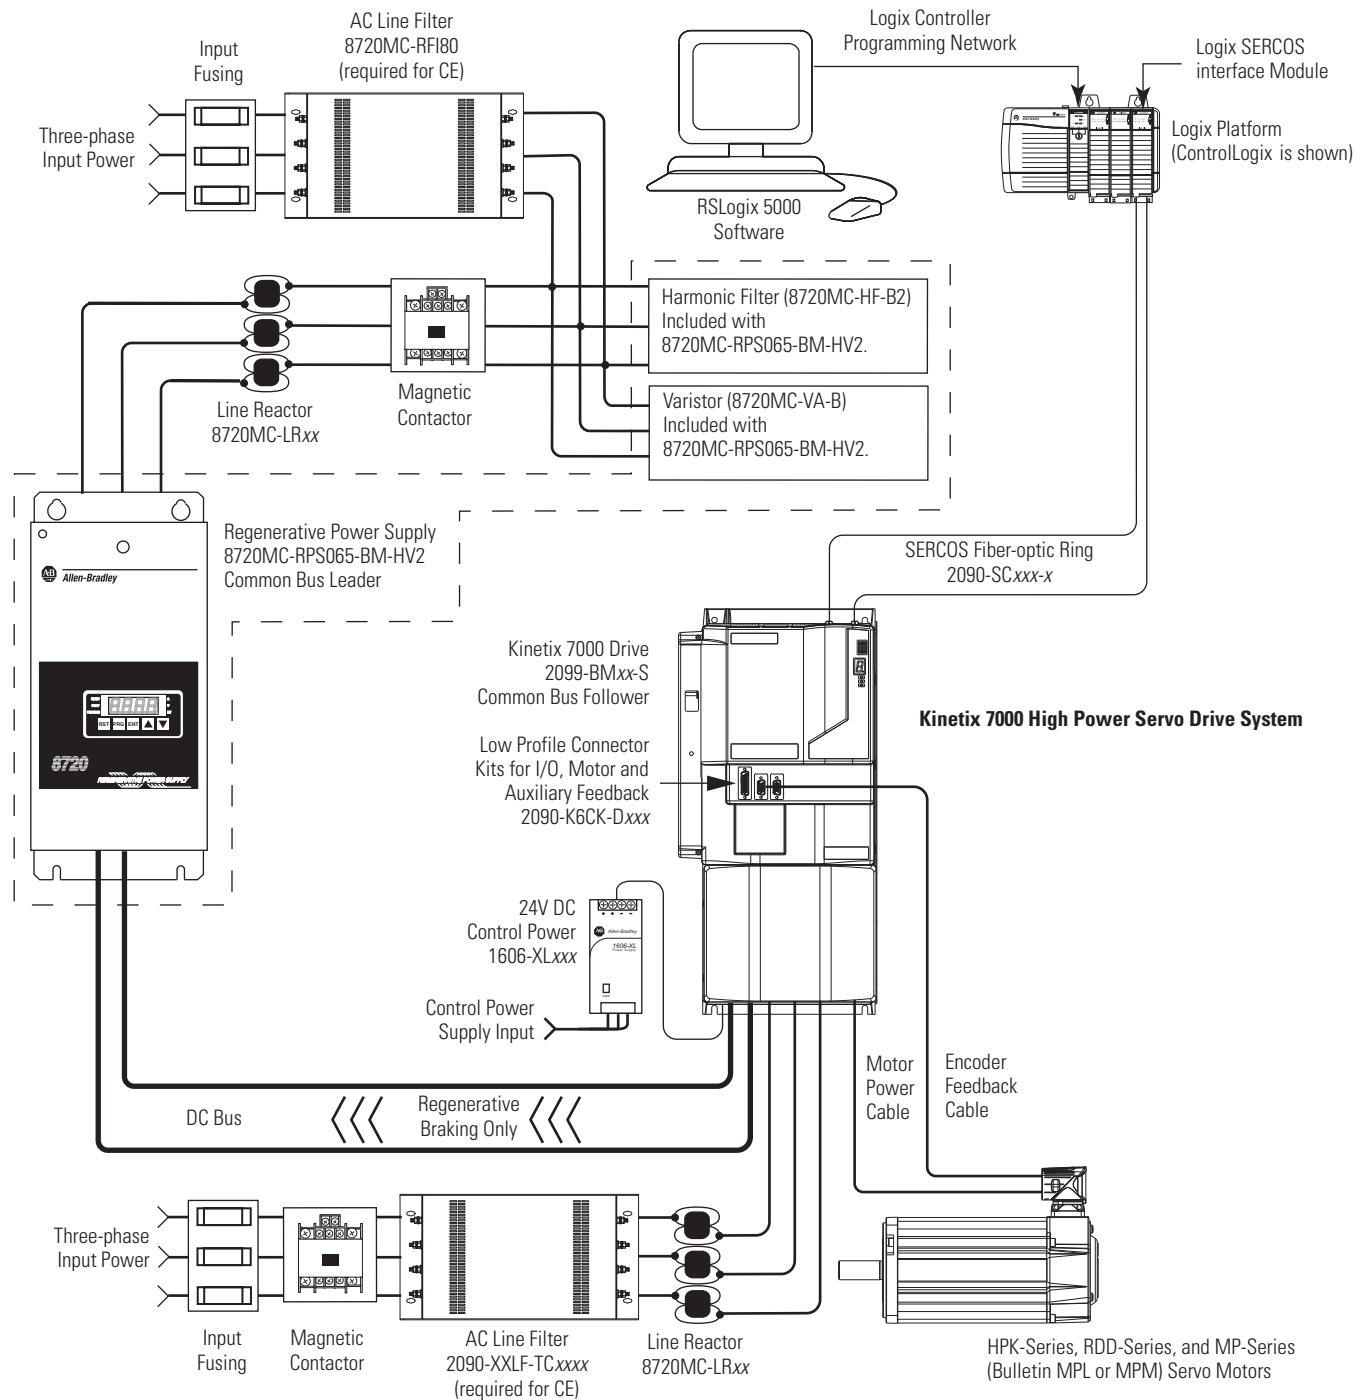 AC Line Filter
8720MC-RFI80
(required for CE)
Input
Fusing
Three-phase
Input Power
Logix Controller
Programming Network
Logix SERCOS
interface Module
Logix Platform
(ControlLogix is shown)
RSLogix 5000
Software
Harmonic Filter (8720MC-HF-B2)
Included with
8720MC-RPS065-BM-HV2.
Varistor (8720MC-VA-B)
Included with
8720MC-RPS065-BM-HV2.
Line Reactor
8720MC-LRxx
Magnetic
Contactor
Regenerative Power Supply
8720MC-RPS065-BM-HV2
Common Bus Leader
AB Allen-Bradley
RST PRG ENT
8720
REGENERATIVE POWER SUPPLY
SERCOS Fiber-optic Ring
2090-SCxxx-x
Kinetix 7000 Drive
2099-BMxx-S
Common Bus Follower
Kinetix 7000 High Power Servo Drive System
Low Profile Connector
Kits for I/O, Motor and
Auxiliary Feedback
2090-K6CK-Dxxx
24V DC
Control Power
1606-XLxxx
Allen-Bradley
1606-XL
Power Supply
Control Power
Supply Input
Motor
Power
Cable
Encoder
Feedback
Cable
DC Bus
Regenerative
Braking Only
Three-phase
Input Power
Input
Fusing
Magnetic
Contactor
AC Line Filter
2090-XXLF-TCxxxx
(required for CE)
Line Reactor
8720MC-LRxx
HPK-Series, RDD-Series, and MP-Series
(Bulletin MPL or MPM) Servo Motors